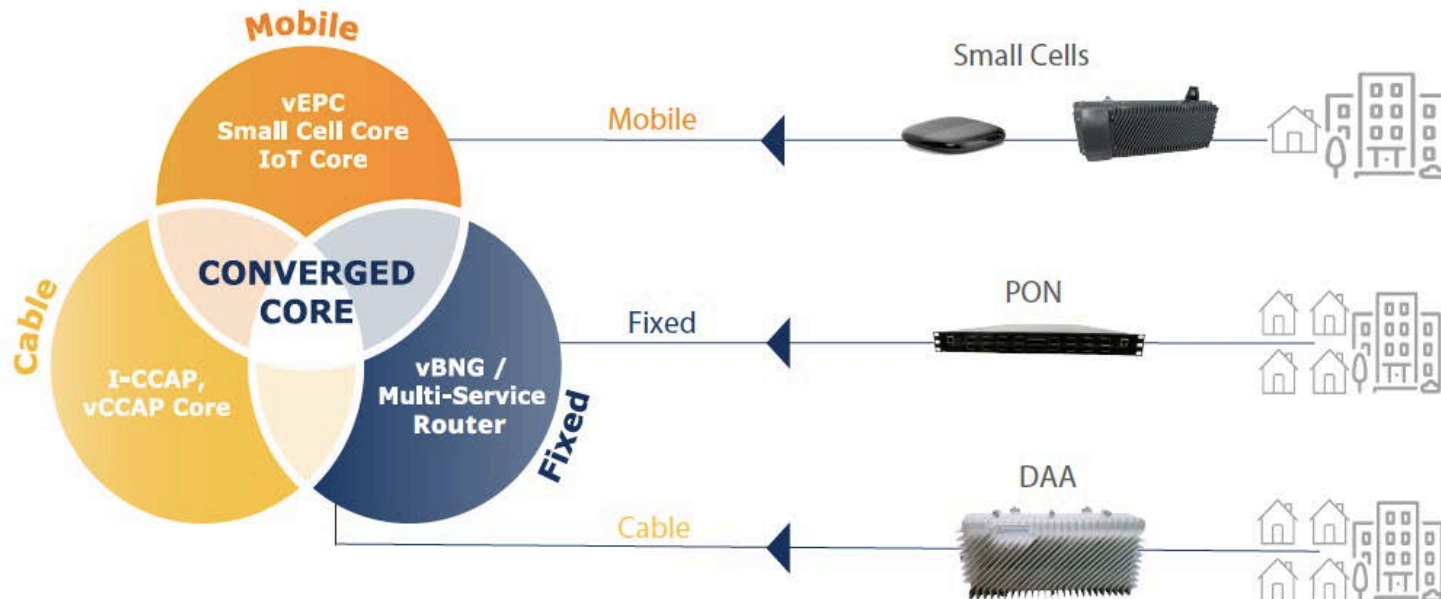 Mobile
vEPC
Small Cell Core
IoT Core
CONVERGED
CORE
Cable
I-CCAP,
vCCAP Core
vBNG /
Multi-Service
Router
Fixed
Mobile
Small Cells
Fixed
PON
Cable
DAA